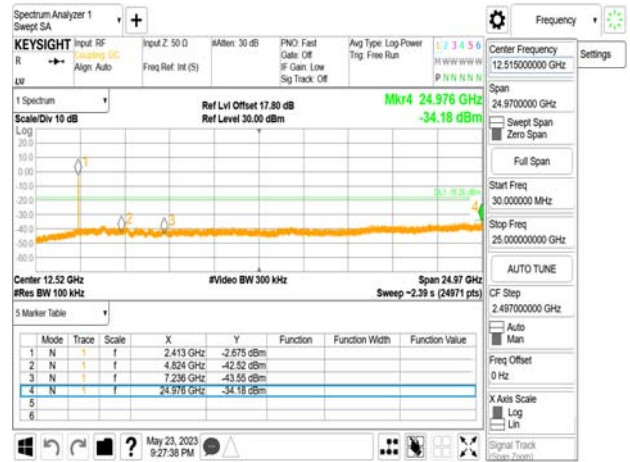 Spectrum Analyzer 1
Swept SA
Frequency
KEYSIGHT Input: RF Input Z: 50 Ω #Atten: 30 dB PNO: Fast Avg Type: Log-Power 1 2 3 4 5 6
R Coupling: DC Gate: Off Trig: Free Run M W W W W W
Align: Auto Freq Ref: Int (S) IF Gain: Low P N N N N N
LXI Sig Track: Off
Center Frequency
12.515000000 GHz
Settings
Span
24.9700000 GHz
Swept Span
Zero Span
Full Span
Start Freq
30.000000 MHz
Stop Freq
25.000000000 GHz
AUTO TUNE
CF Step
2.497000000 GHz
Auto
Man
Freq Offset
0 Hz
X Axis Scale
Log
Lin
Signal Track
(Span Zoom)
1 Spectrum
Scale/Div 10 dB
Ref Lvl Offset 17.80 dB
Ref Level 30.00 dBm
Mkr4 24.976 GHz
-34.18 dBm
Log
20.0
10.0
0.00
-10.0
-20.0
-30.0
-40.0
-50.0
-60.0
1
2
3
4
Center 12.52 GHz #Video BW 300 kHz Span 24.97 GHz
#Res BW 100 kHz Sweep ~2.39 s (24971 pts)
5 Marker Table
Mode Trace Scale X Y Function Function Width Function Value
1 N 1 f 2.413 GHz -2.675 dBm
2 N 1 f 4.824 GHz -42.52 dBm
3 N 1 f 7.236 GHz -43.55 dBm
4 N 1 f 24.976 GHz -34.18 dBm
5
6
?
May 23, 2023
9:27:38 PM